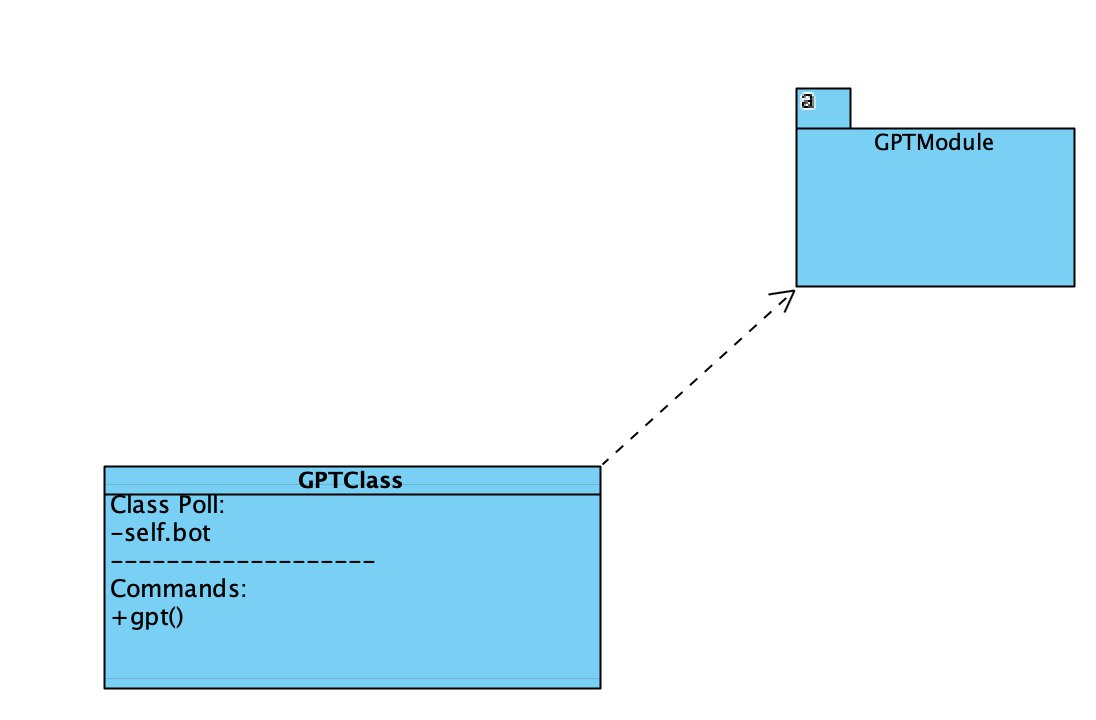 a
GPTModule
GPTClass
Class Poll:
-self.bot
-------------------
Commands:
+gpt()